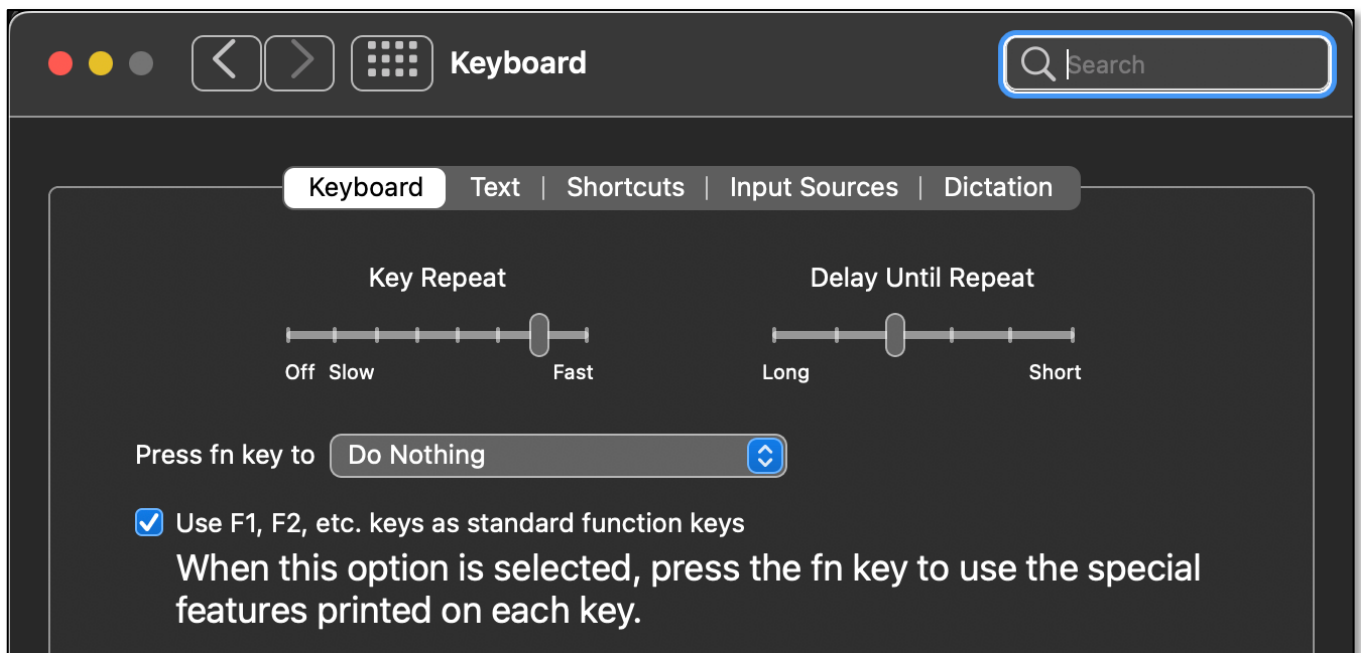 Keyboard
Search
Keyboard Text Shortcuts Input Sources Dictation
Key Repeat
Delay Until Repeat
Off Slow Fast
Long Short
Press fn key to Do Nothing
Use F1, F2, etc. keys as standard function keys
When this option is selected, press the fn key to use the special
features printed on each key.